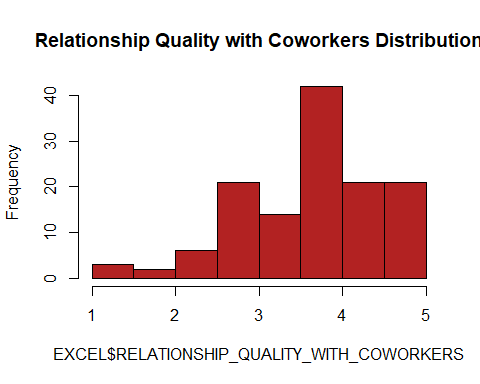 Relationship Quality with Coworkers Distribution
Frequency
40
30
20
10
0
1 2 3 4 5
EXCEL$RELATIONSHIP_QUALITY_WITH_COWORKERS